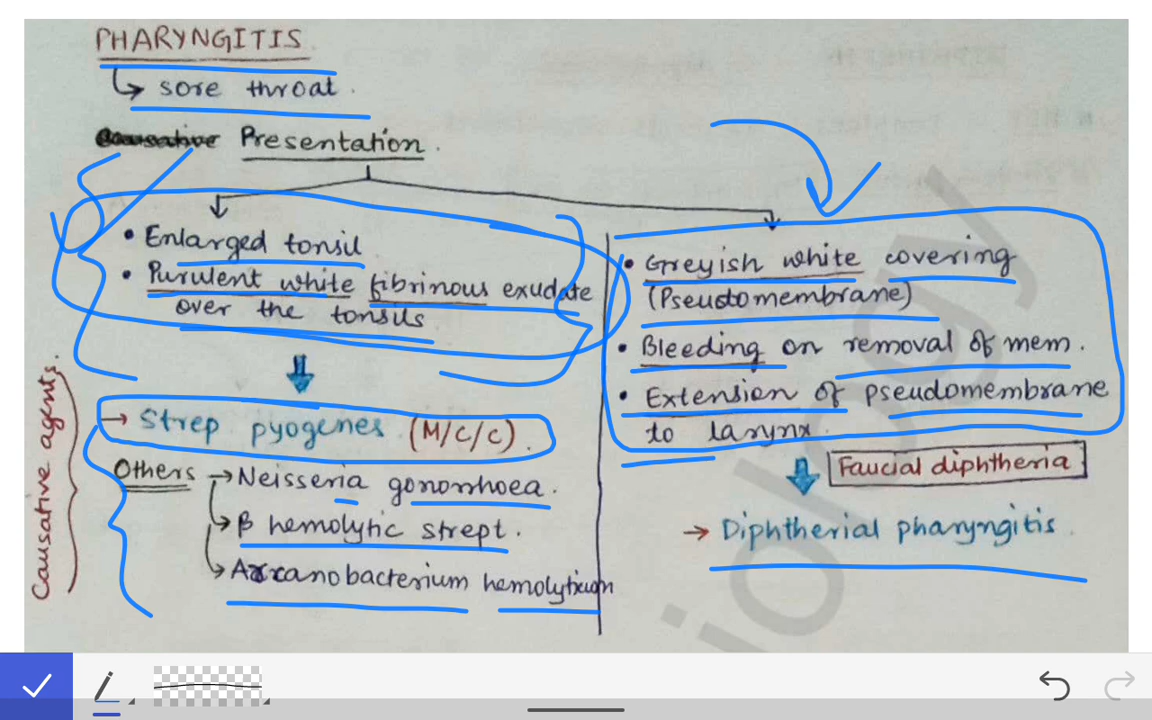 PHARYNGITIS
↳ sore throat.
Causative Presentation.
• Enlarged tonsil
• Purulent white fibrinous exudate
over the tonsils
→ Strep pyogenes (M/C/C).
Others → Neisseria gonorrhoea.
↳ β hemolytic strept.
↳ Arcanobacterium hemolyticum
Causative agents.
• Greyish white covering
(Pseudomembrane)
• Bleeding on removal of mem.
• Extension of pseudomembrane
to larynx.
Faucial diphtheria
→ Diphtherial pharyngitis.